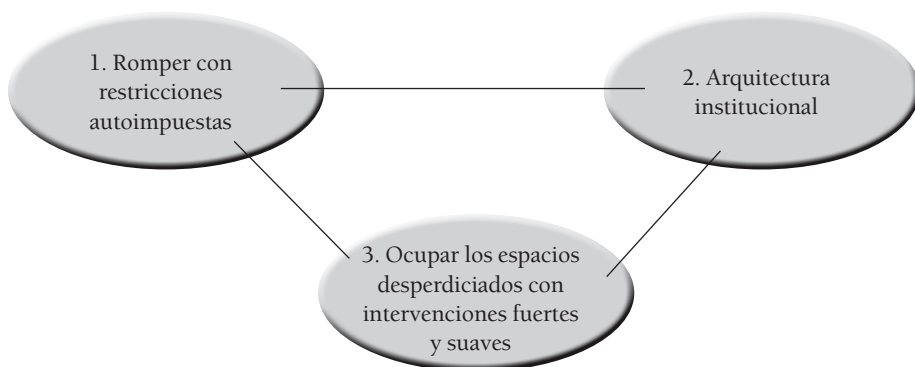 1. Romper con
restricciones
autoimpuestas
2. Arquitectura
institucional
3. Ocupar los espacios
desperdiciados con
intervenciones fuertes
y suaves